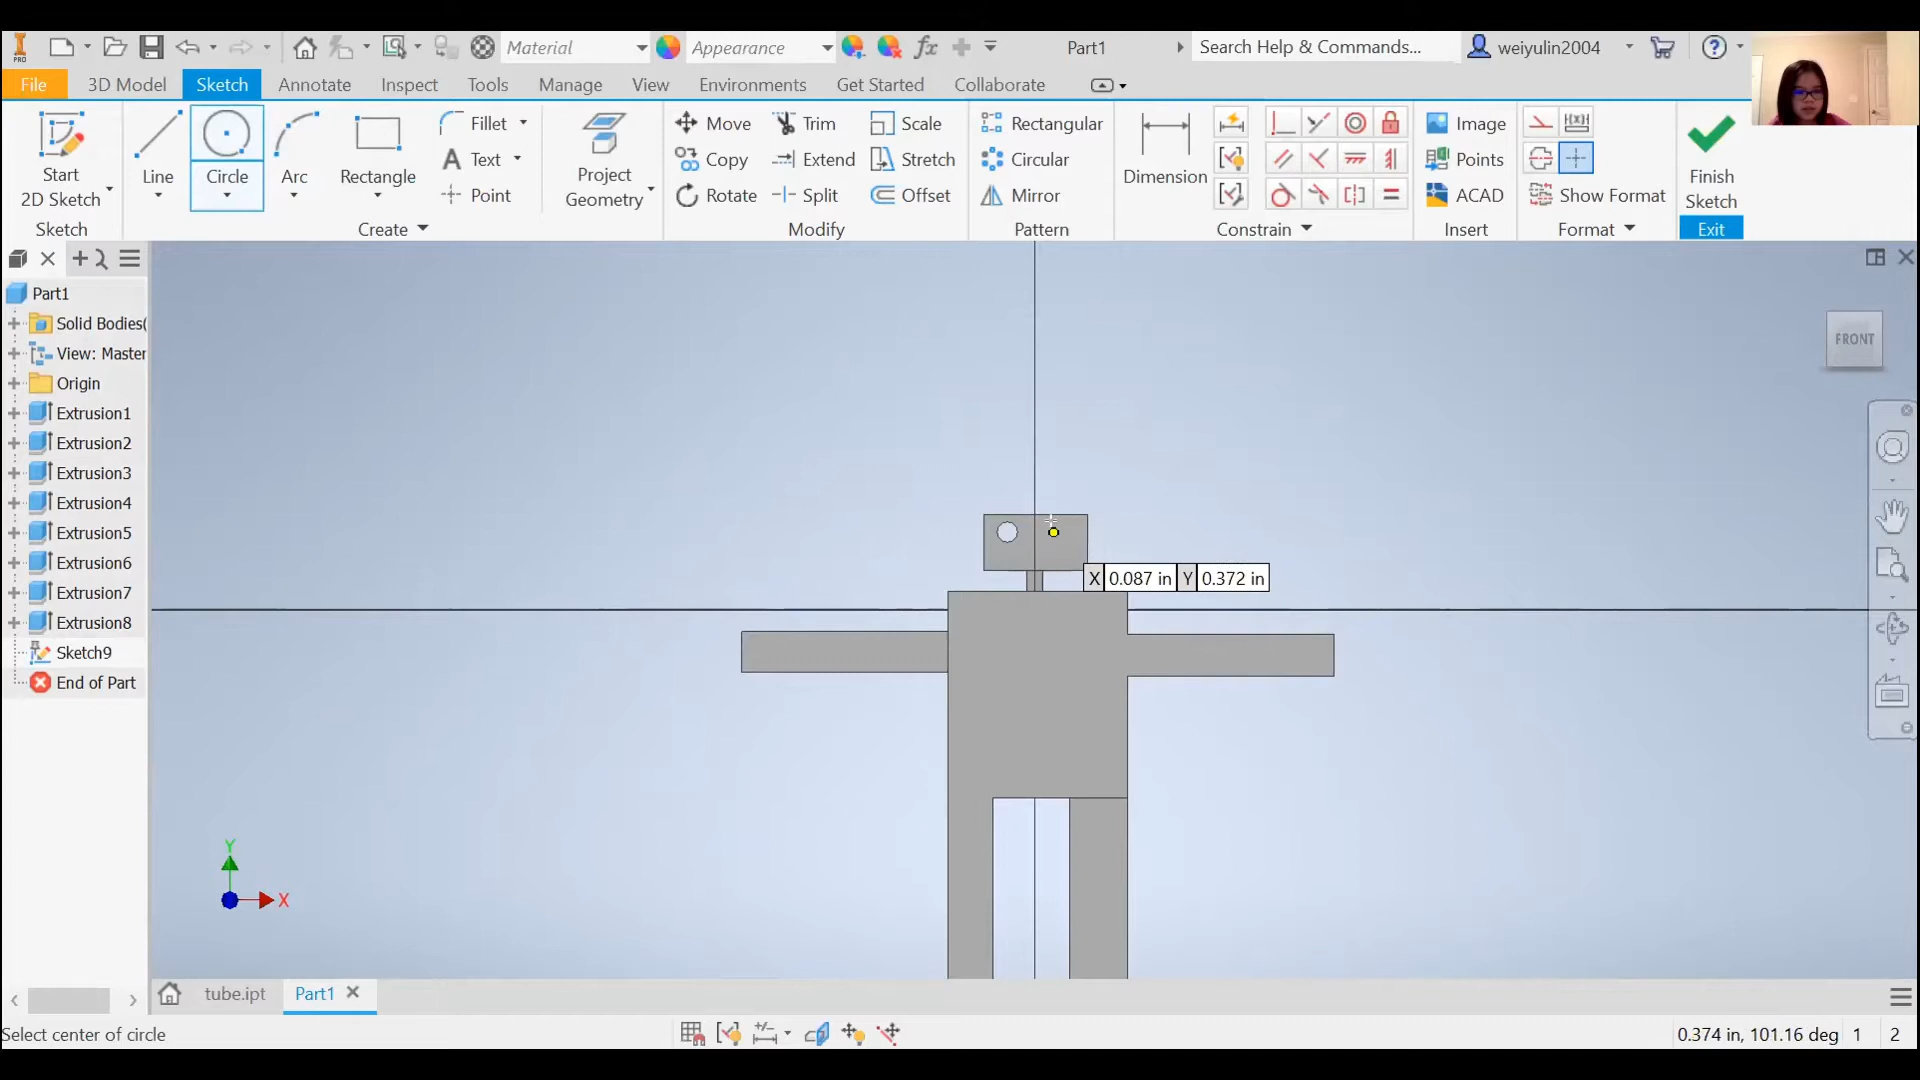 PRO
Material
Appearance
fx
Part1
Search Help & Commands...
weiyulin2004
?
File
3D Model
Sketch
Annotate
Inspect
Tools
Manage
View
Environments
Get Started
Collaborate
Start
2D Sketch
Line
Circle
Arc
Rectangle
Fillet
A Text
Point
Project
Geometry
Move
Copy
Rotate
Trim
Extend
Split
Scale
Stretch
Offset
Rectangular
Circular
Mirror
Dimension
Image
Points
ACAD
Show Format
Finish
Sketch
Sketch
Create
Modify
Pattern
Constrain
Insert
Format
Exit
Part1
Solid Bodies(
View: Master
Origin
Extrusion1
Extrusion2
Extrusion3
Extrusion4
Extrusion5
Extrusion6
Extrusion7
Extrusion8
Sketch9
End of Part
FRONT
X 0.087 in Y 0.372 in
Y
X
tube.ipt
Part1
Select center of circle
0.374 in, 101.16 deg 1 2